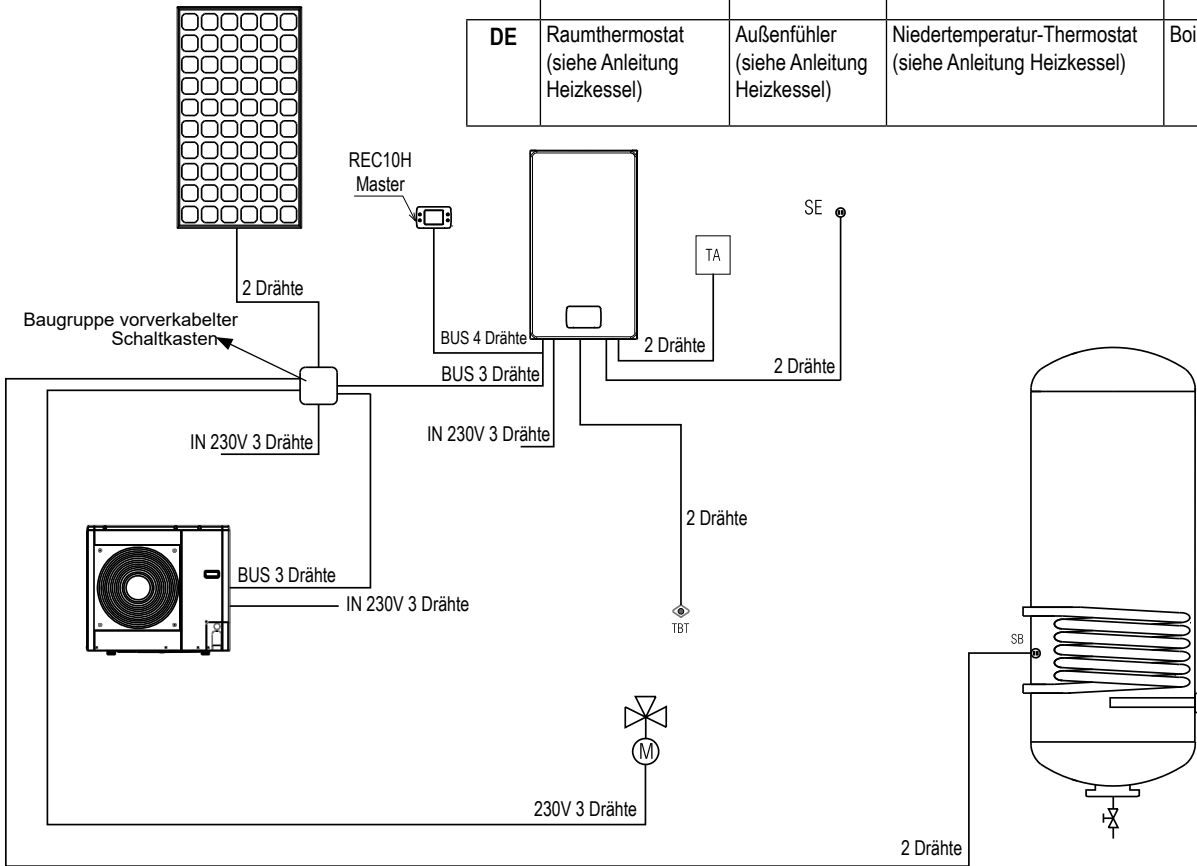 DE
Raumthermostat
(siehe Anleitung
Heizkessel)
Außenfühler
(siehe Anleitung
Heizkessel)
Niedertemperatur-Thermostat
(siehe Anleitung Heizkessel)
Boi
REC10H
Master
SE
TA
2 Drähte
Baugruppe vorverkabelter
Schaltkasten
BUS 4 Drähte
2 Drähte
BUS 3 Drähte
2 Drähte
IN 230V 3 Drähte
IN 230V 3 Drähte
2 Drähte
BUS 3 Drähte
IN 230V 3 Drähte
TBT
SB
M
230V 3 Drähte
2 Drähte